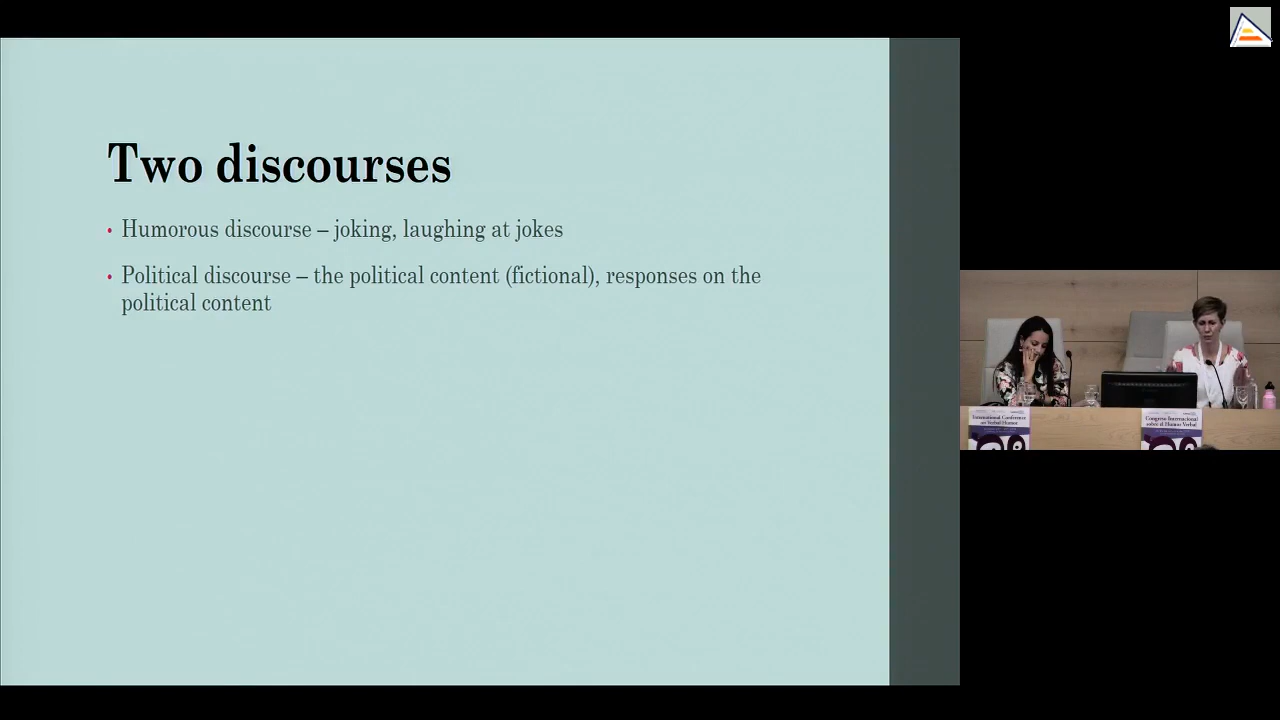 Two discourses
• Humorous discourse – joking, laughing at jokes
• Political discourse – the political content (fictional), responses on the
political content
International Conference
on Verbal Humor
Congreso Internacional
sobre el Humor Verbal